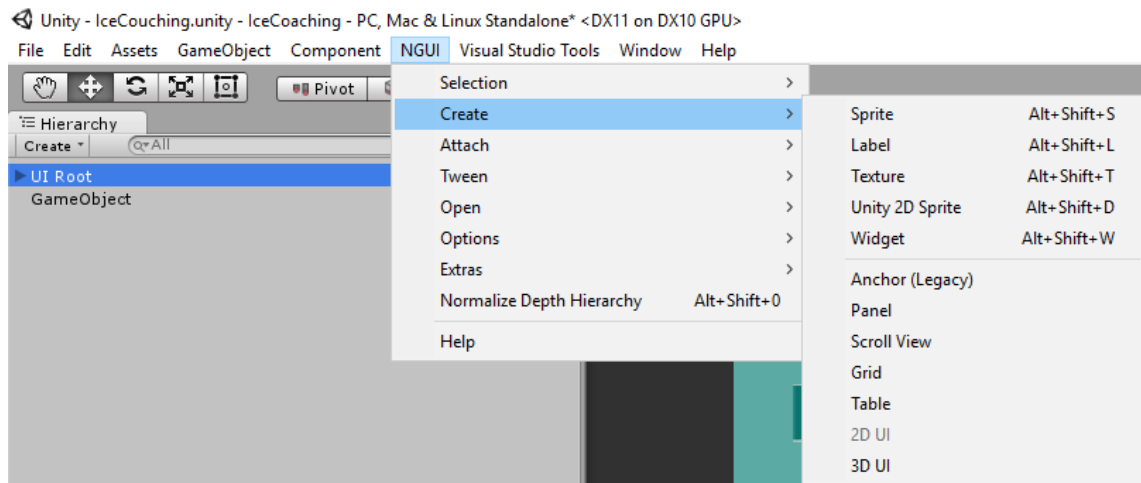 Unity - IceCouching.unity - IceCoaching - PC, Mac & Linux Standalone* <DX11 on DX10 GPU>
File Edit Assets GameObject Component NGUI Visual Studio Tools Window Help
Pivot
Hierarchy
Create All
UI Root
GameObject
Selection
Create
Attach
Tween
Open
Options
Extras
Normalize Depth Hierarchy Alt+Shift+0
Help
Sprite Alt+Shift+S
Label Alt+Shift+L
Texture Alt+Shift+T
Unity 2D Sprite Alt+Shift+D
Widget Alt+Shift+W
Anchor (Legacy)
Panel
Scroll View
Grid
Table
2D UI
3D UI